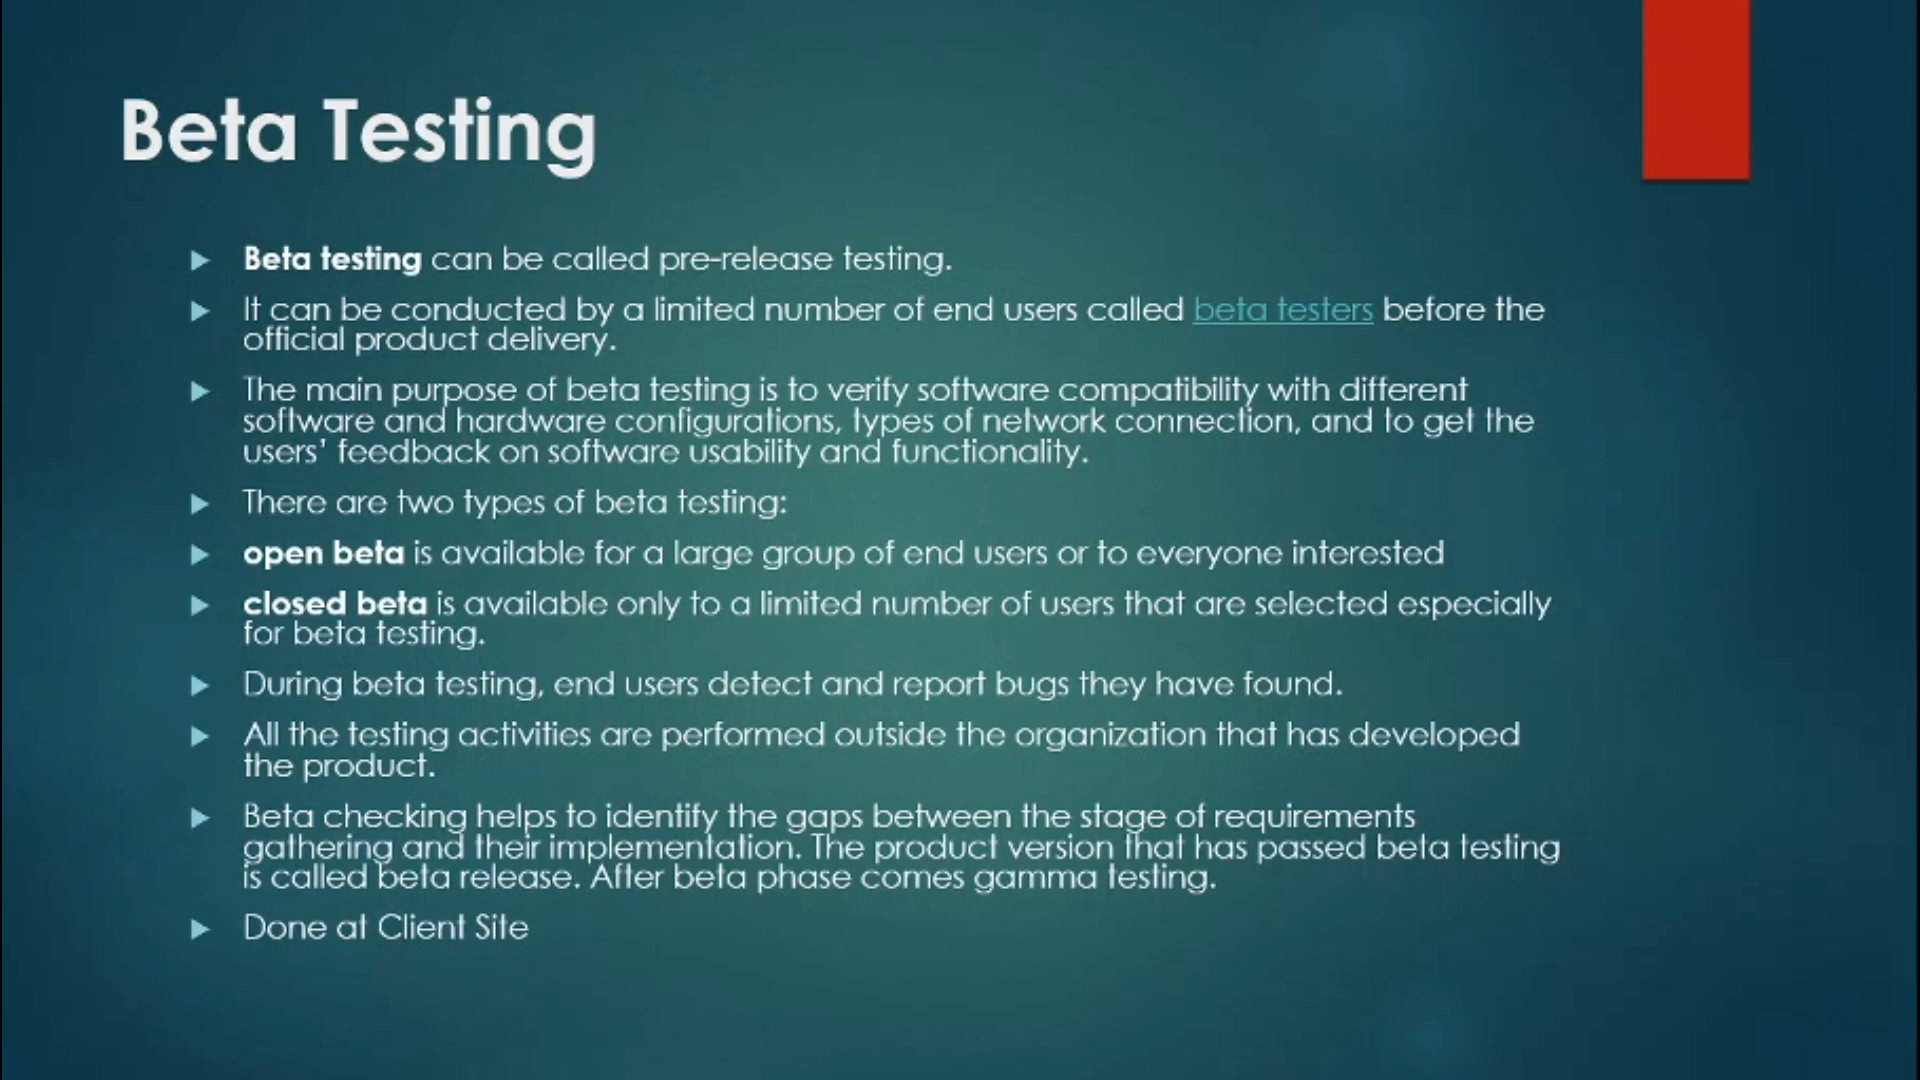 Beta Testing
Beta testing can be called pre-release testing.
It can be conducted by a limited number of end users called beta testers before the
official product delivery.
The main purpose of beta testing is to verify software compatibility with different
software and hardware configurations, types of network connection, and to get the
users’ feedback on software usability and functionality.
There are two types of beta testing:
open beta is available for a large group of end users or to everyone interested
closed beta is available only to a limited number of users that are selected especially
for beta testing.
During beta testing, end users detect and report bugs they have found.
All the testing activities are performed outside the organization that has developed
the product.
Beta checking helps to identify the gaps between the stage of requirements
gathering and their implementation. The product version that has passed beta testing
is called beta release. After beta phase comes gamma testing.
Done at Client Site